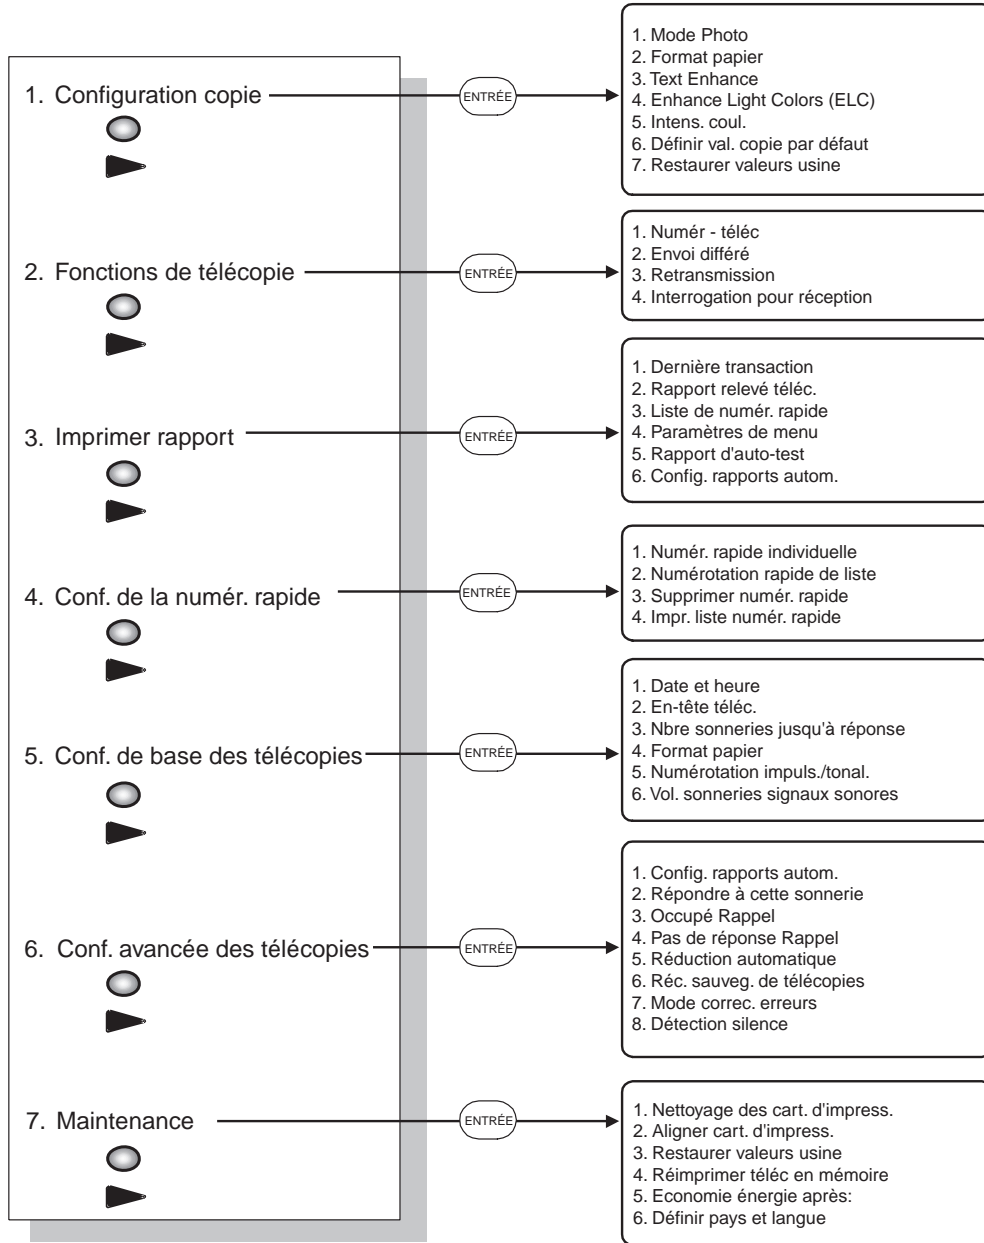 1. Configuration copie
ENTRÉE
1. Mode Photo
2. Format papier
3. Text Enhance
4. Enhance Light Colors (ELC)
5. Intens. coul.
6. Définir val. copie par défaut
7. Restaurer valeurs usine
2. Fonctions de télécopie
ENTRÉE
1. Numér - téléc
2. Envoi différé
3. Retransmission
4. Interrogation pour réception
3. Imprimer rapport
ENTRÉE
1. Dernière transaction
2. Rapport relevé téléc.
3. Liste de numér. rapide
4. Paramètres de menu
5. Rapport d'auto-test
6. Config. rapports autom.
4. Conf. de la numér. rapide
ENTRÉE
1. Numér. rapide individuelle
2. Numérotation rapide de liste
3. Supprimer numér. rapide
4. Impr. liste numér. rapide
5. Conf. de base des télécopies
ENTRÉE
1. Date et heure
2. En-tête téléc.
3. Nbre sonneries jusqu'à réponse
4. Format papier
5. Numérotation impuls./tonal.
6. Vol. sonneries signaux sonores
6. Conf. avancée des télécopies
ENTRÉE
1. Config. rapports autom.
2. Répondre à cette sonnerie
3. Occupé Rappel
4. Pas de réponse Rappel
5. Réduction automatique
6. Réc. sauveg. de télécopies
7. Mode correc. erreurs
8. Détection silence
7. Maintenance
ENTRÉE
1. Nettoyage des cart. d'impress.
2. Aligner cart. d'impress.
3. Restaurer valeurs usine
4. Réimprimer téléc en mémoire
5. Economie énergie après:
6. Définir pays et langue